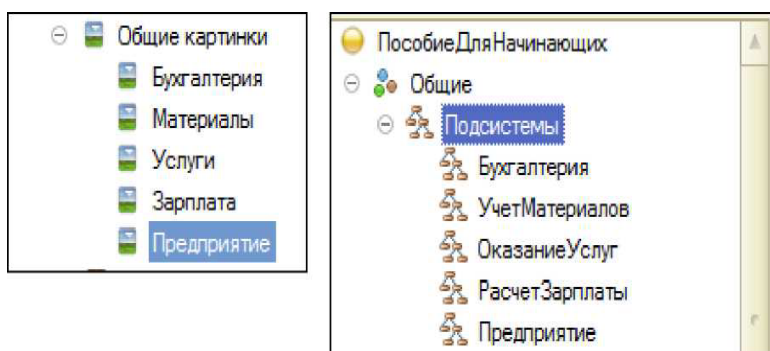 Общие картинки
Бухгалтерия
Материалы
Услуги
Зарплата
Предприятие
ПособиеДляНачинающих
Общие
Подсистемы
Бухгалтерия
УчетМатериалов
ОказаниеУслуг
РасчетЗарплаты
Предприятие